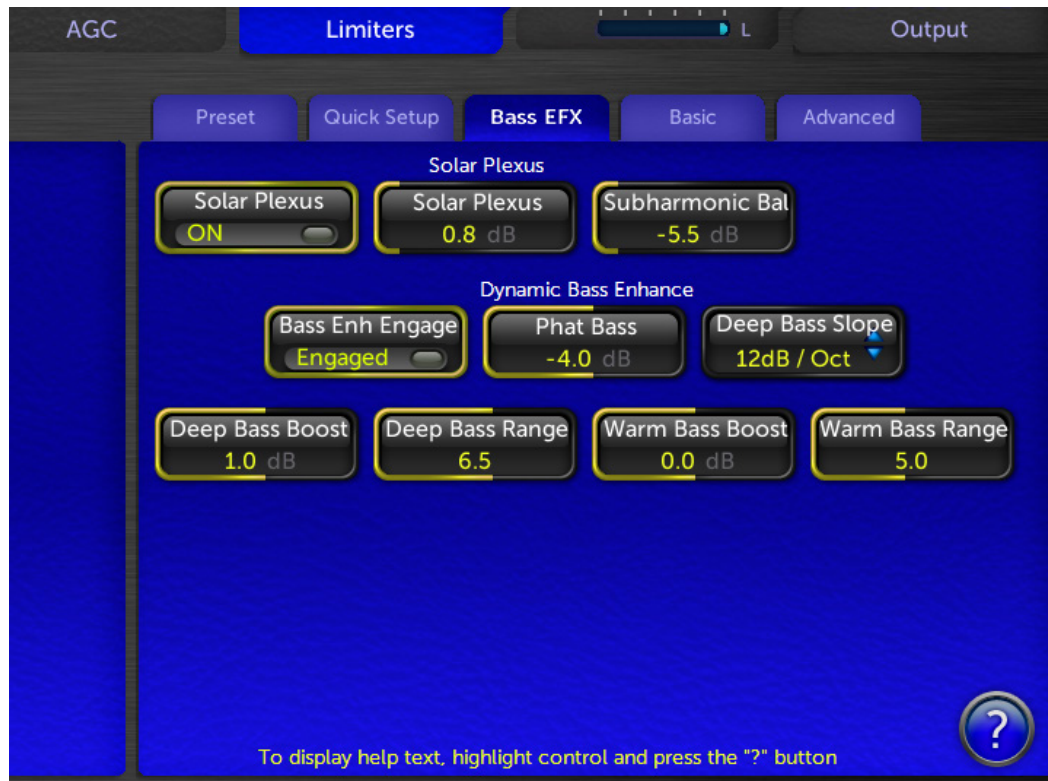 AGC
Limiters
L
Output
Preset
Quick Setup
Bass EFX
Basic
Advanced
Solar Plexus
Solar Plexus
ON
Solar Plexus
0.8 dB
Subharmonic Bal
-5.5 dB
Dynamic Bass Enhance
Bass Enh Engage
Engaged
Phat Bass
-4.0 dB
Deep Bass Slope
12dB / Oct
Deep Bass Boost
1.0 dB
Deep Bass Range
6.5
Warm Bass Boost
0.0 dB
Warm Bass Range
5.0
?
To display help text, highlight control and press the "?" button